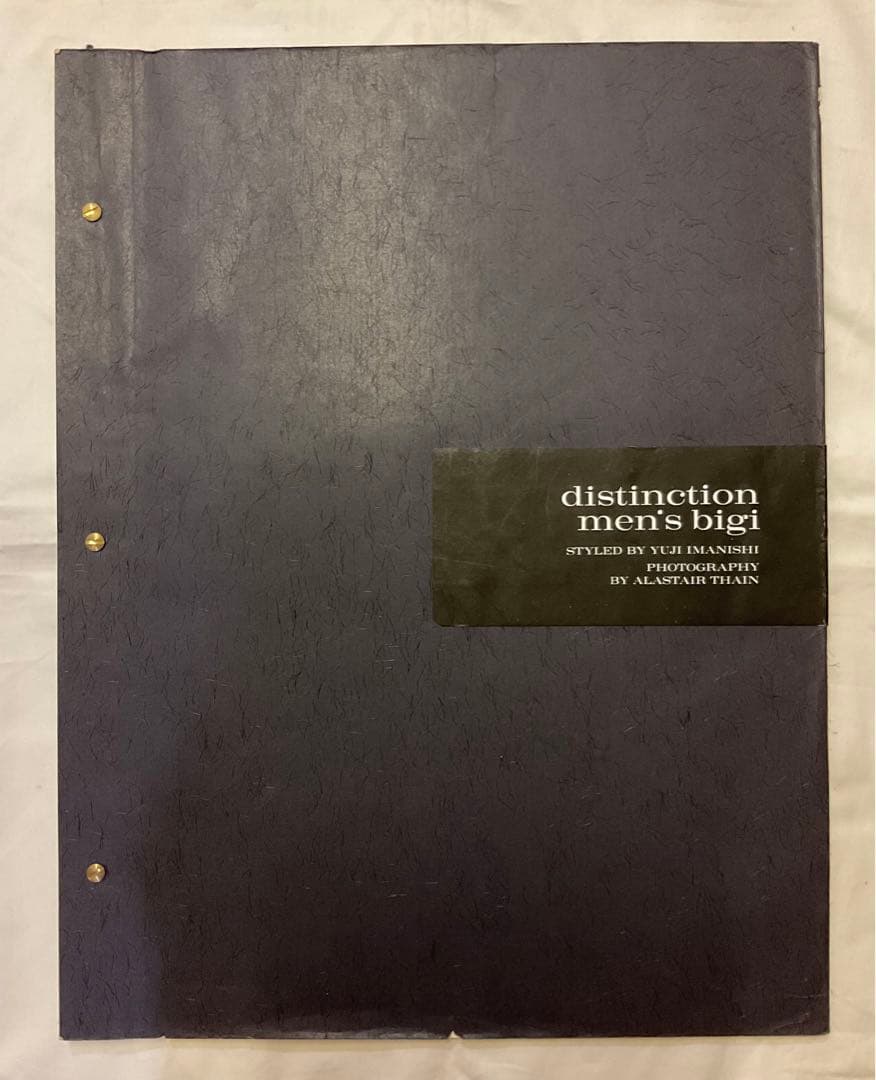 distinction
men's bigi
STYLED BY YUJI IMANISHI
PHOTOGRAPHY
BY ALASTAIR THAIN